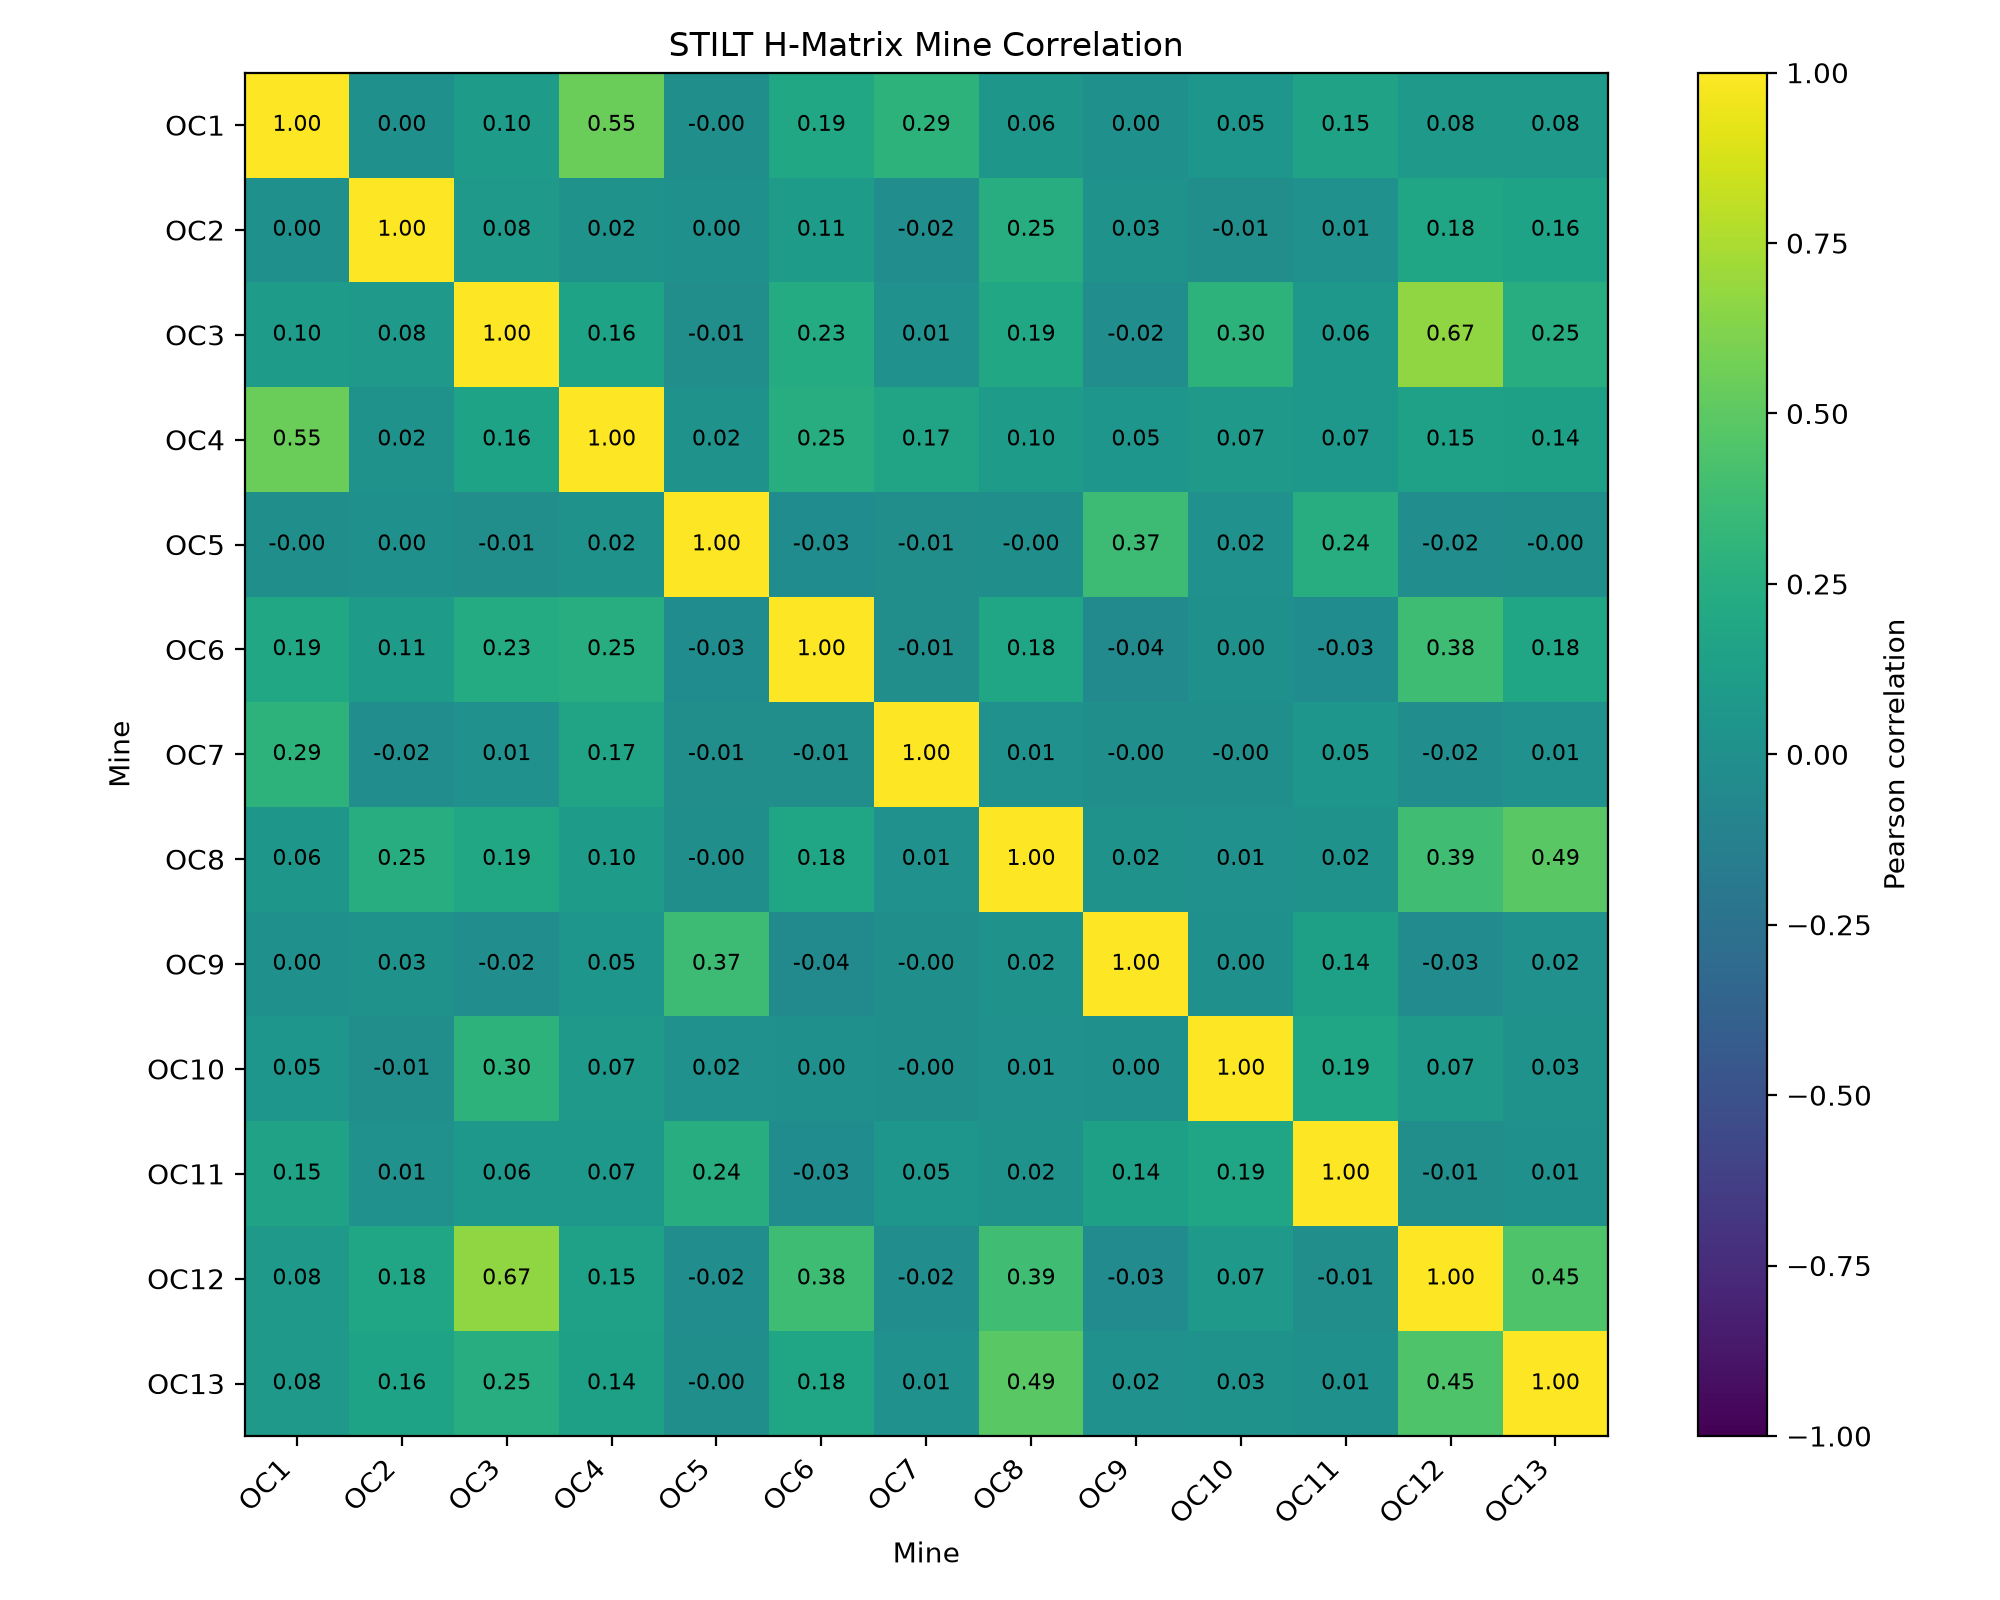 STILT H-Matrix Mine Correlation
OC1 1.00 0.00 0.10 0.55 -0.00 0.19 0.29 0.06 0.00 0.05 0.15 0.08 0.08
OC2 0.00 1.00 0.08 0.02 0.00 0.11 -0.02 0.25 0.03 -0.01 0.01 0.18 0.16
OC3 0.10 0.08 1.00 0.16 -0.01 0.23 0.01 0.19 -0.02 0.30 0.06 0.67 0.25
OC4 0.55 0.02 0.16 1.00 0.02 0.25 0.17 0.10 0.05 0.07 0.07 0.15 0.14
OC5 -0.00 0.00 -0.01 0.02 1.00 -0.03 -0.01 -0.00 0.37 0.02 0.24 -0.02 -0.00
OC6 0.19 0.11 0.23 0.25 -0.03 1.00 -0.01 0.18 -0.04 0.00 -0.03 0.38 0.18
OC7 0.29 -0.02 0.01 0.17 -0.01 -0.01 1.00 0.01 -0.00 -0.00 0.05 -0.02 0.01
OC8 0.06 0.25 0.19 0.10 -0.00 0.18 0.01 1.00 0.02 0.01 0.02 0.39 0.49
OC9 0.00 0.03 -0.02 0.05 0.37 -0.04 -0.00 0.02 1.00 0.00 0.14 -0.03 0.02
OC10 0.05 -0.01 0.30 0.07 0.02 0.00 -0.00 0.01 0.00 1.00 0.19 0.07 0.03
OC11 0.15 0.01 0.06 0.07 0.24 -0.03 0.05 0.02 0.14 0.19 1.00 -0.01 0.01
OC12 0.08 0.18 0.67 0.15 -0.02 0.38 -0.02 0.39 -0.03 0.07 -0.01 1.00 0.45
OC13 0.08 0.16 0.25 0.14 -0.00 0.18 0.01 0.49 0.02 0.03 0.01 0.45 1.00
OC1 OC2 OC3 OC4 OC5 OC6 OC7 OC8 OC9 OC10 OC11 OC12 OC13
Mine
Mine
1.00
0.75
0.50
0.25
0.00
−0.25
−0.50
−0.75
−1.00
Pearson correlation